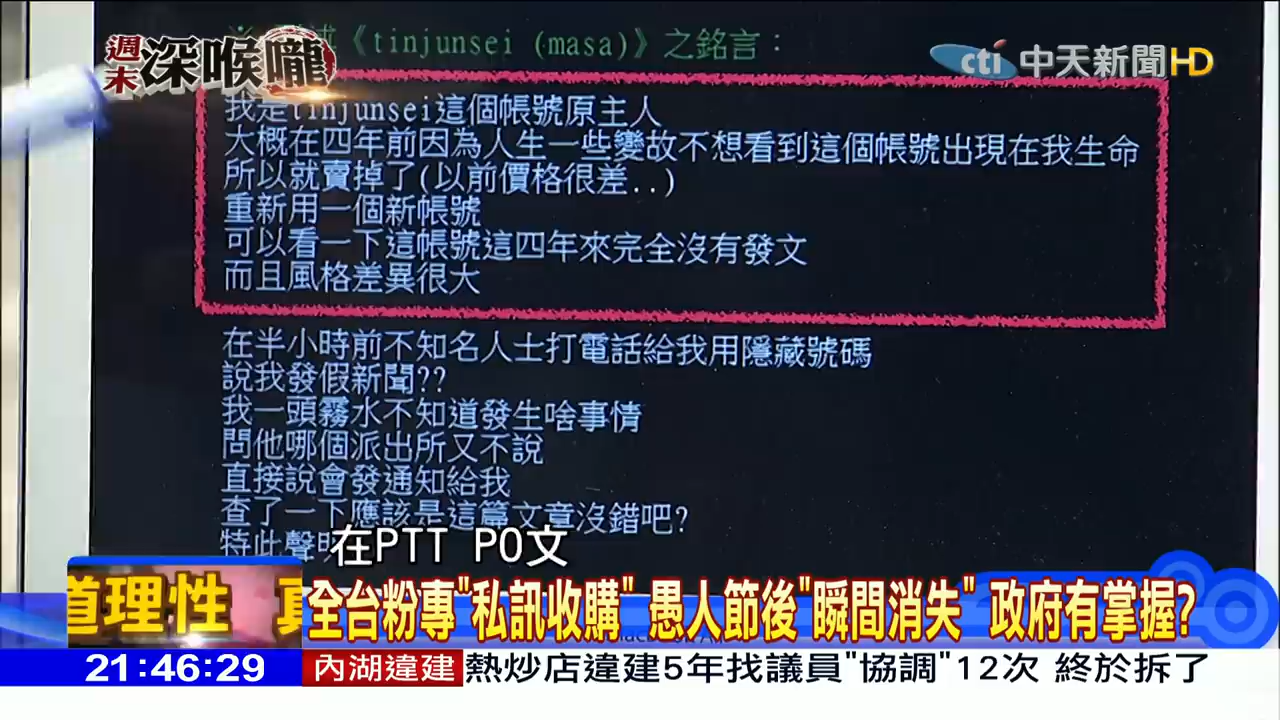 週末深喉嚨
《tinjunsei (masa)》之銘言：
cti 中天新聞HD
我是tinjunsei這個帳號原主人
大概在四年前因為人生一些變故不想看到這個帳號出現在我生命
所以就賣掉了(以前價格很差..)
重新用一個新帳號
可以看一下這帳號這四年來完全沒有發文
而且風格差異很大
在半小時前不知名人士打電話給我用隱藏號碼
說我發假新聞??
我一頭霧水不知道發生啥事情
問他哪個派出所又不說
直接說會發通知給我
查了一下應該是這篇文章沒錯吧?
特此聲明
在PTT PO文
道理性 真
全台粉專"私訊收購" 愚人節後"瞬間消失" 政府有掌握?
21:46:29 內湖違建 熱炒店違建5年找議員"協調"12次 終於拆了